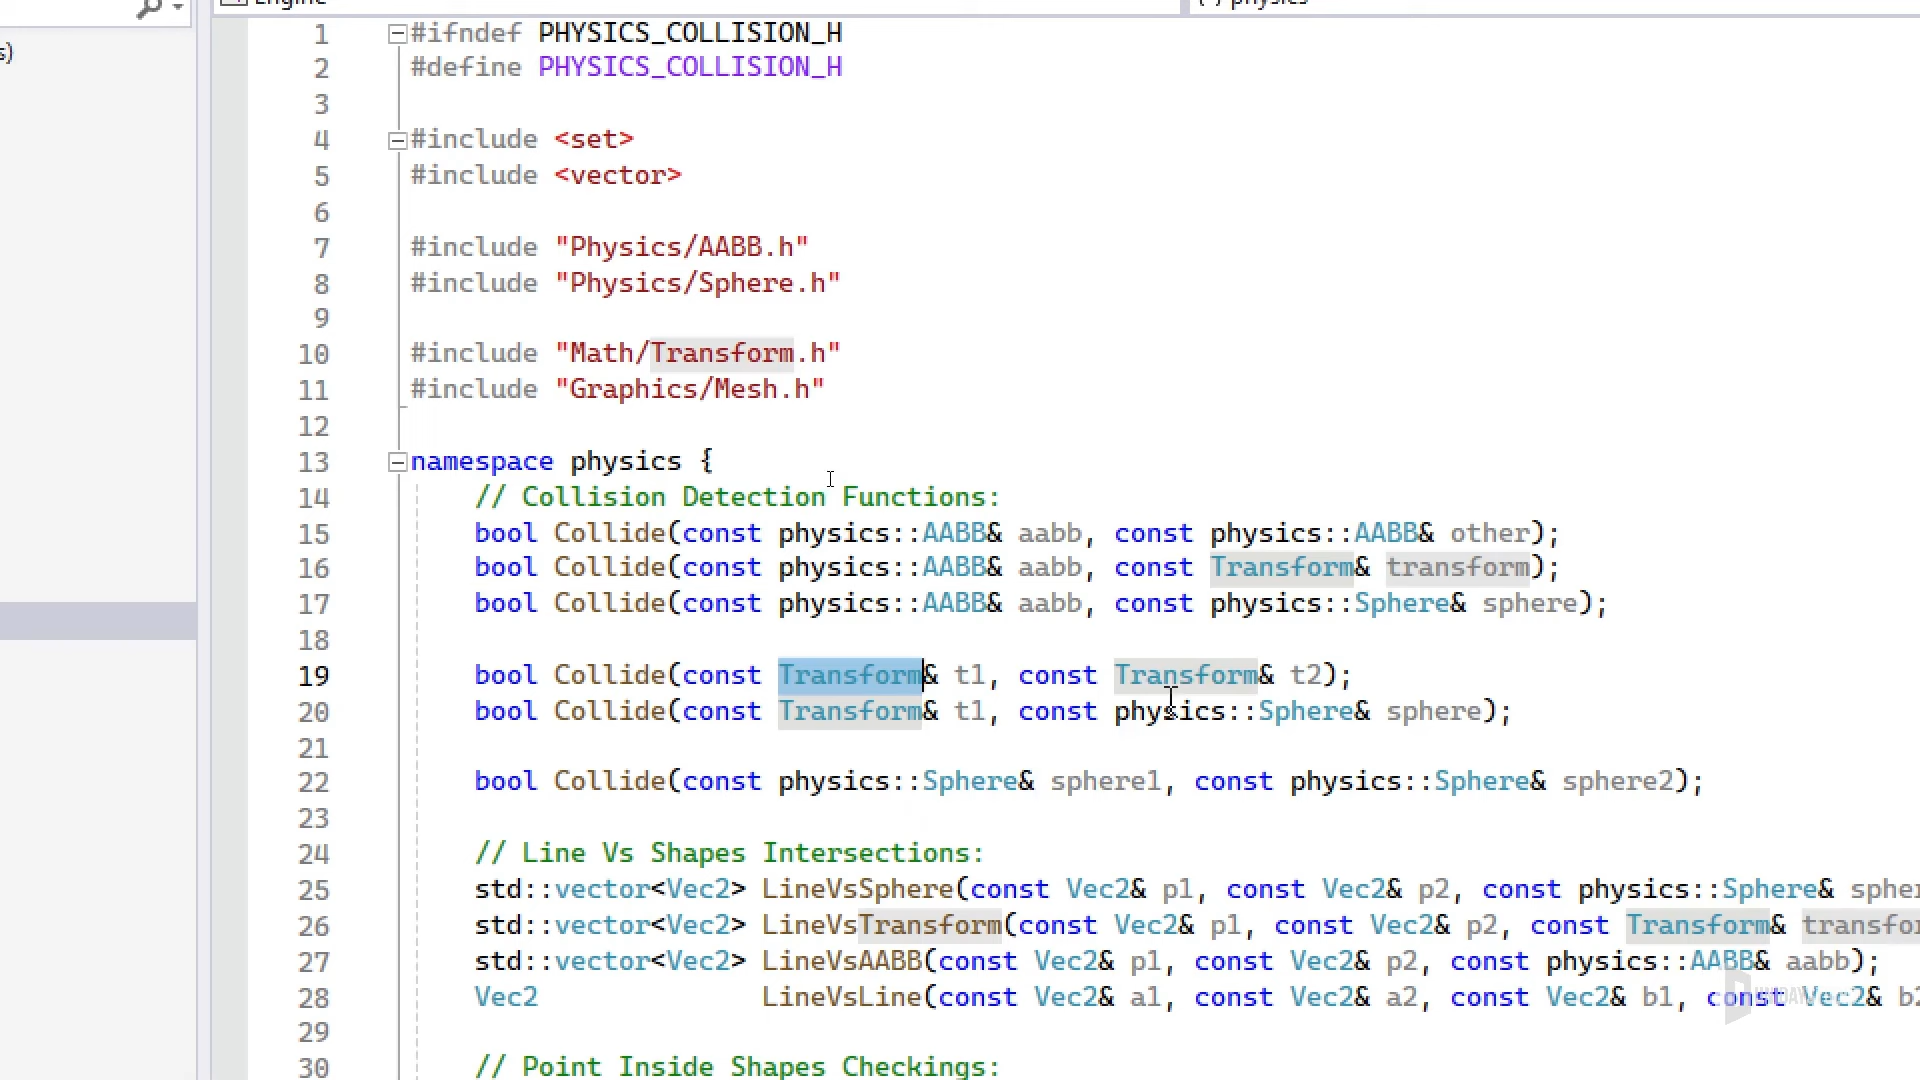 Engine
physics
s)
1 #ifndef PHYSICS_COLLISION_H
2 #define PHYSICS_COLLISION_H
3
4 #include <set>
5 #include <vector>
6
7 #include "Physics/AABB.h"
8 #include "Physics/Sphere.h"
9
10 #include "Math/Transform.h"
11 #include "Graphics/Mesh.h"
12
13 namespace physics {
14 // Collision Detection Functions:
15 bool Collide(const physics::AABB& aabb, const physics::AABB& other);
16 bool Collide(const physics::AABB& aabb, const Transform& transform);
17 bool Collide(const physics::AABB& aabb, const physics::Sphere& sphere);
18
19 bool Collide(const Transform& t1, const Transform& t2);
20 bool Collide(const Transform& t1, const physics::Sphere& sphere);
21
22 bool Collide(const physics::Sphere& sphere1, const physics::Sphere& sphere2);
23
24 // Line Vs Shapes Intersections:
25 std::vector<Vec2> LineVsSphere(const Vec2& p1, const Vec2& p2, const physics::Sphere& spher
26 std::vector<Vec2> LineVsTransform(const Vec2& p1, const Vec2& p2, const Transform& transfor
27 std::vector<Vec2> LineVsAABB(const Vec2& p1, const Vec2& p2, const physics::AABB& aabb);
28 Vec2 LineVsLine(const Vec2& a1, const Vec2& a2, const Vec2& b1, const Vec2& b2
29
30 // Point Inside Shapes Checkings: